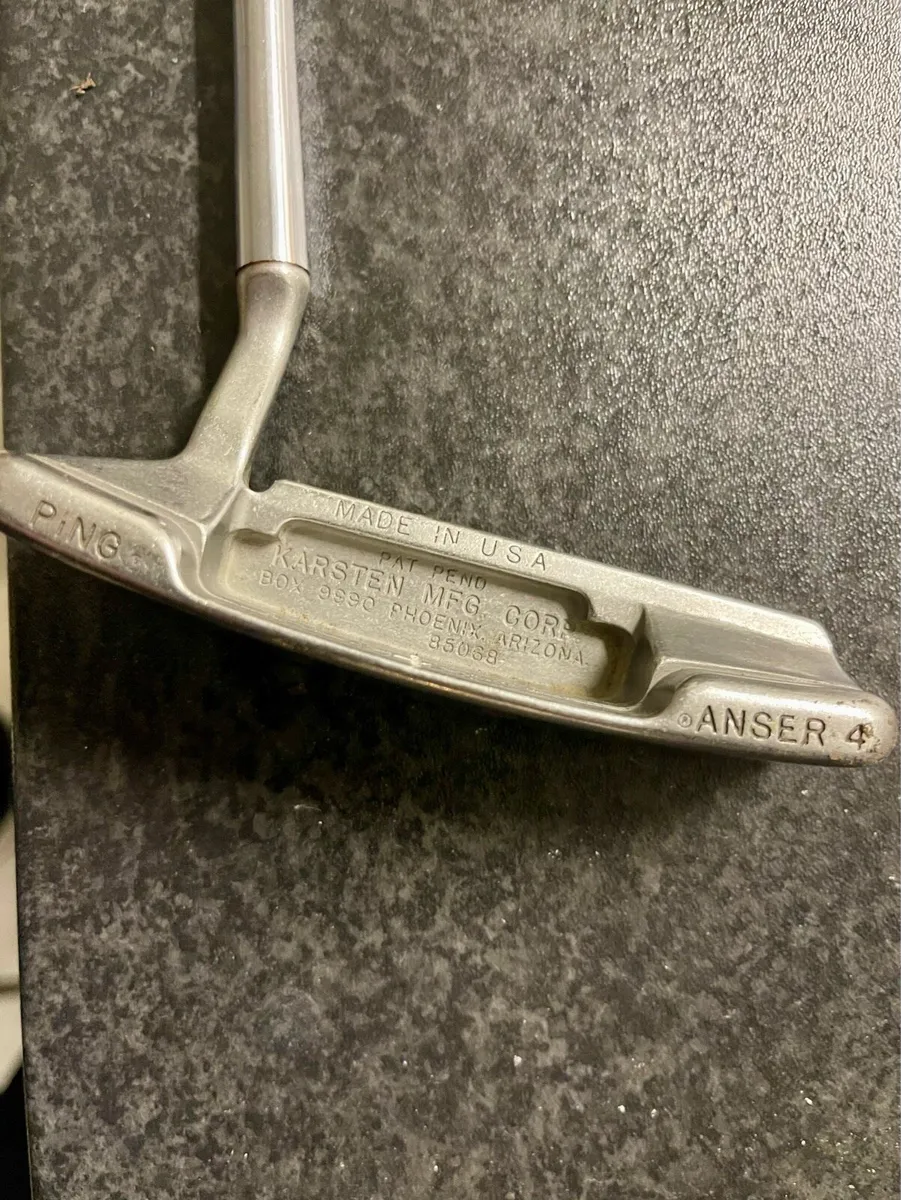 PING
MADE IN USA
PAT PEND
KARSTEN MFG. CORP.
BOX 9990 PHOENIX, ARIZONA.
85068
® ANSER 4